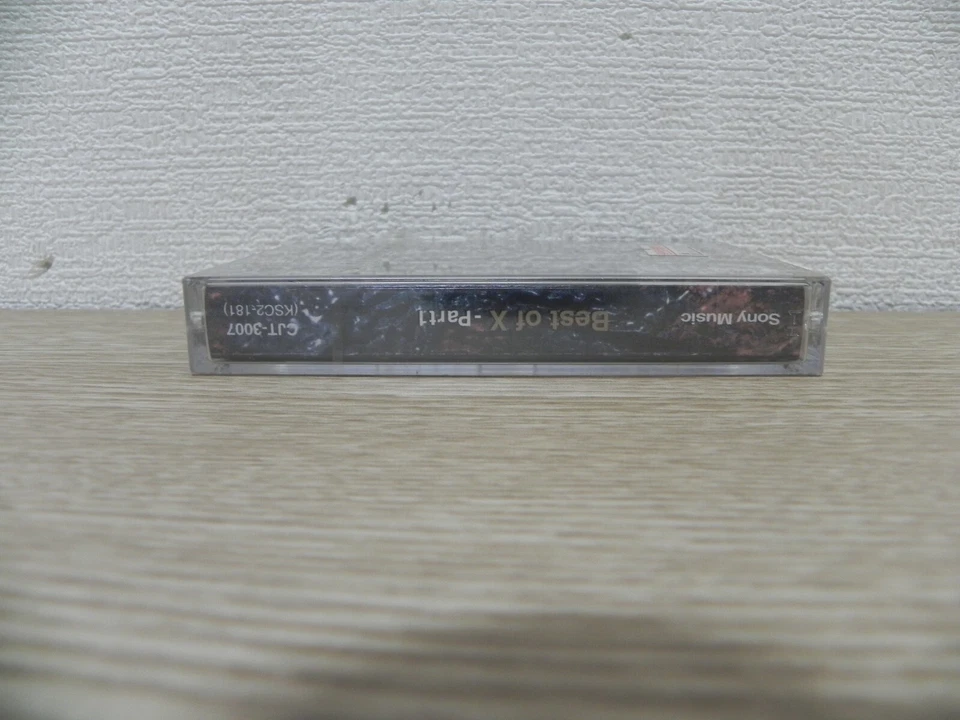 Sony Music
Best of X - Part1
CJT-3007
(KSC2-181)